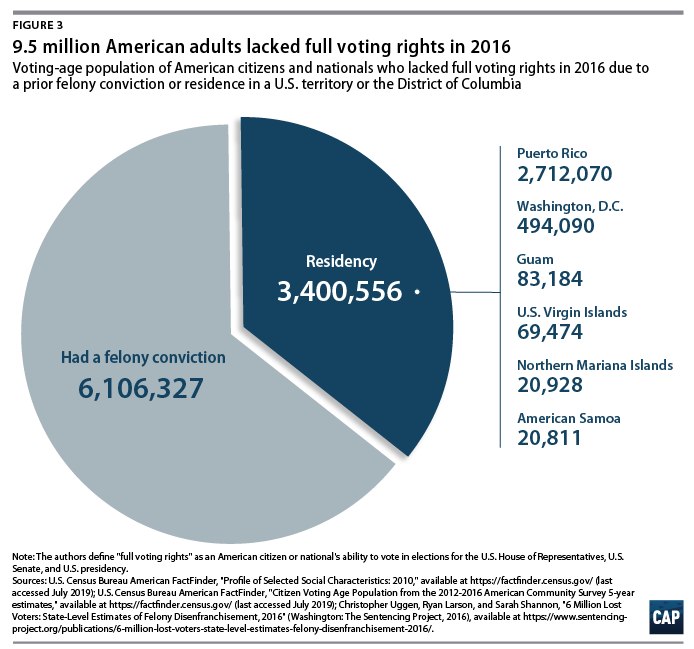 FIGURE 3
9.5 million American adults lacked full voting rights in 2016
Voting-age population of American citizens and nationals who lacked full voting rights in 2016 due to
a prior felony conviction or residence in a U.S. territory or the District of Columbia
Residency
3,400,556
Had a felony conviction
6,106,327
Puerto Rico
2,712,070
Washington, D.C.
494,090
Guam
83,184
U.S. Virgin Islands
69,474
Northern Mariana Islands
20,928
American Samoa
20,811
Note: The authors define "full voting rights" as an American citizen or national's ability to vote in elections for the U.S. House of Representatives, U.S.
Senate, and U.S. presidency.
Sources: U.S. Census Bureau American FactFinder, "Profile of Selected Social Characteristics: 2010," available at https://factfinder.census.gov/ (last
accessed July 2019); U.S. Census Bureau American FactFinder, "Citizen Voting Age Population from the 2012-2016 American Community Survey 5-year
estimates," available at https://factfinder.census.gov/ (last accessed July 2019); Christopher Uggen, Ryan Larson, and Sarah Shannon, "6 Million Lost
Voters: State-Level Estimates of Felony Disenfranchisement, 2016" (Washington: The Sentencing Project, 2016), available at https://www.sentencing-
project.org/publications/6-million-lost-voters-state-level-estimates-felony-disenfranchisement-2016/.
CAP